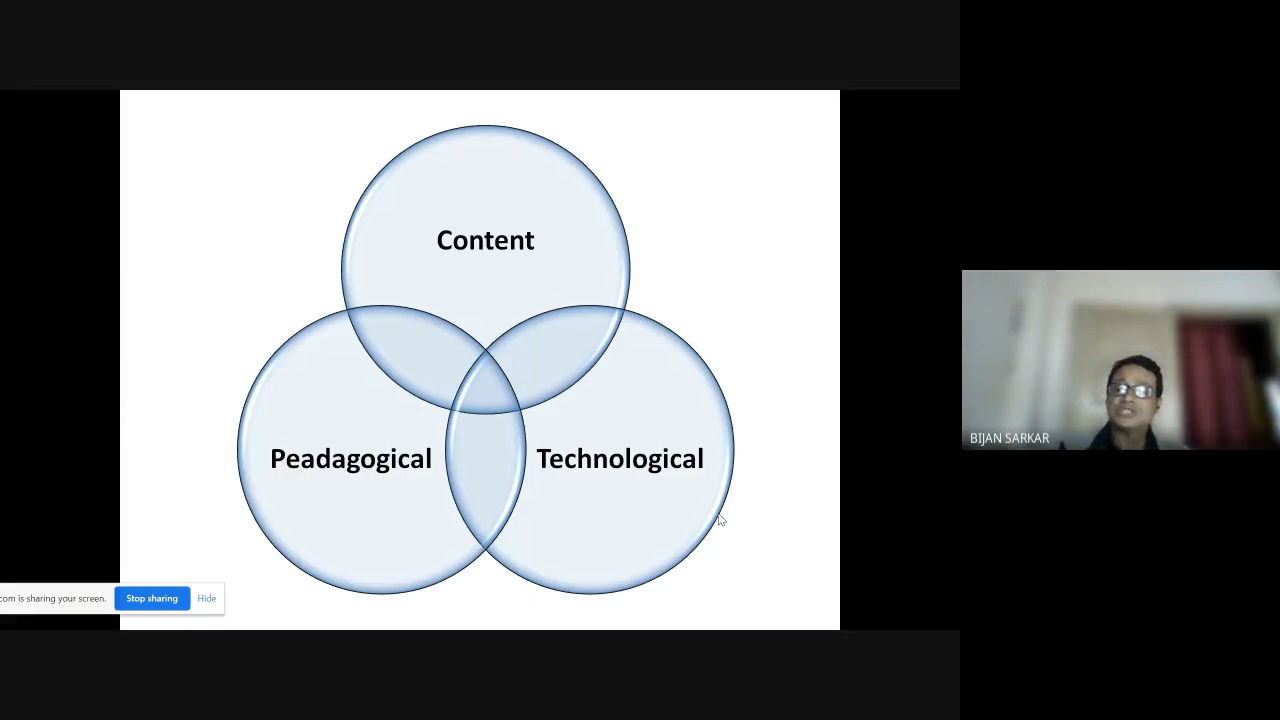 Content
Peadagogical
Technological
BIJAN SARKAR
com is sharing your screen.
Stop sharing
Hide